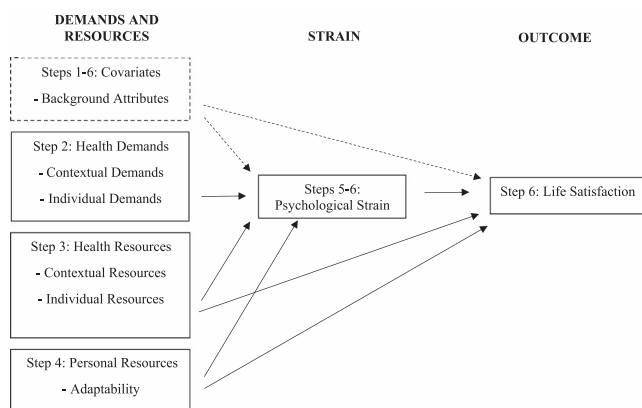 DEMANDS AND
RESOURCES
STRAIN
OUTCOME
Steps 1-6: Covariates
- Background Attributes
Step 2: Health Demands
- Contextual Demands
- Individual Demands
Steps 5-6:
Psychological Strain
Step 6: Life Satisfaction
Step 3: Health Resources
- Contextual Resources
- Individual Resources
Step 4: Personal Resources
- Adaptability